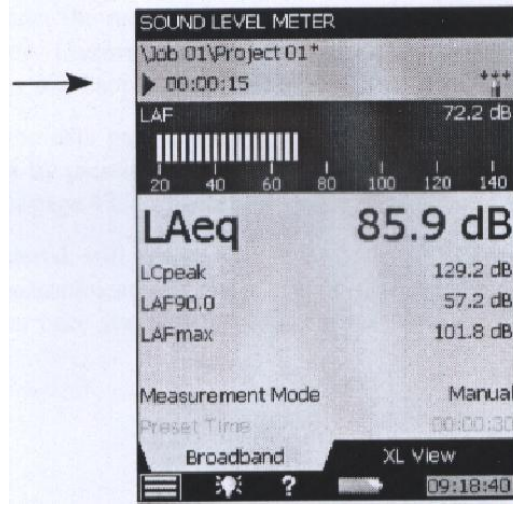 SOUND LEVEL METER
\Job 01\Project 01*
00:00:15
LAF 72.2 dB
20 40 60 80 100 120 140
LAeq 85.9 dB
LCpeak 129.2 dB
LAF90.0 57.2 dB
LAFmax 101.8 dB
Measurement Mode Manual
Preset Time 00:00:30
Broadband XL View
? 09:18:40